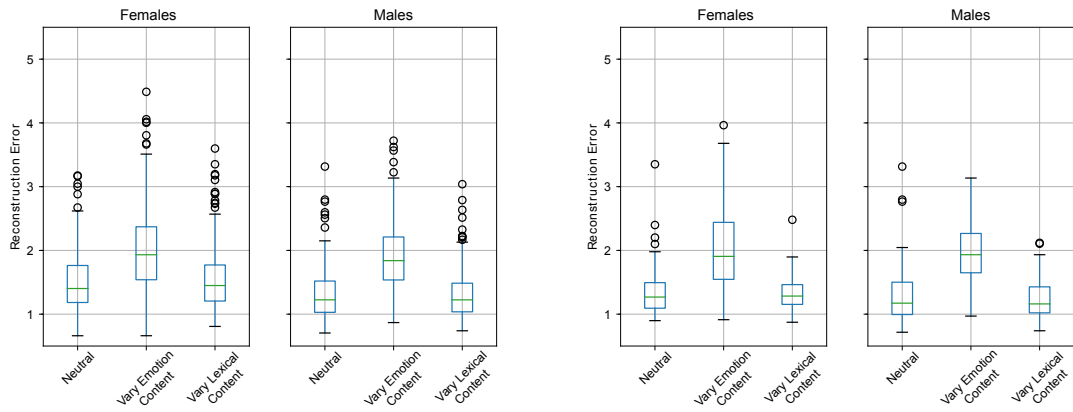 Females
Males
Females
Males
Reconstruction Error
5
4
3
2
1
Neutral
Vary Emotion
Content
Vary Lexical
Content
Neutral
Vary Emotion
Content
Vary Lexical
Content
Reconstruction Error
5
4
3
2
1
Neutral
Vary Emotion
Content
Vary Lexical
Content
Neutral
Vary Emotion
Content
Vary Lexical
Content